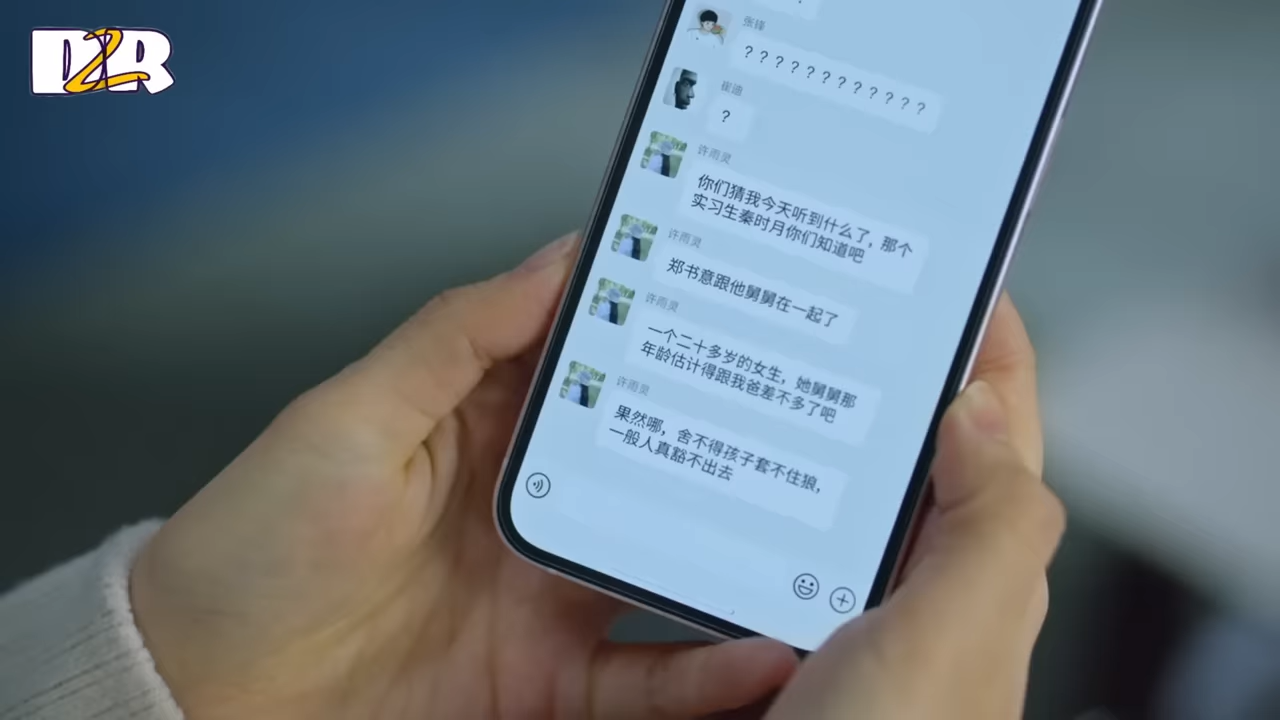 DLR
张铎
？？？？？？？？？？？？
崔迪
？
许雨灵
你们猜我今天听到什么了，那个
实习生秦时月你们知道吧
许雨灵
郑书意跟他舅舅在一起了
许雨灵
一个二十多岁的女生，她舅舅那
年龄估计得跟我爸差不多了吧
许雨灵
果然哪，舍不得孩子套不住狼，
一般人真豁不出去